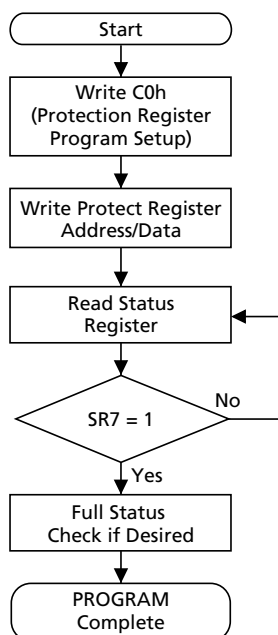 Start
Write C0h
(Protection Register
Program Setup)
Write Protect Register
Address/Data
Read Status
Register
SR7 = 1
No
Yes
Full Status
Check if Desired
PROGRAM
Complete